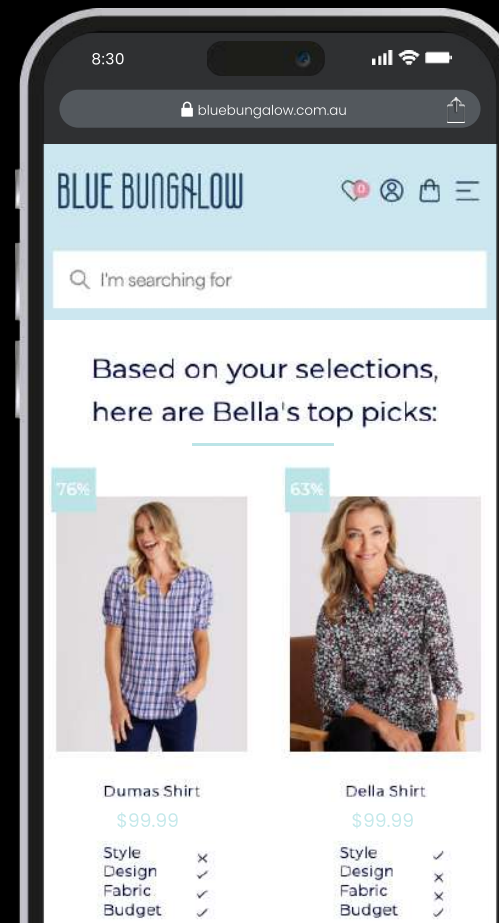 8:30
bluebungalow.com.au
BLUE BUNGALOW
0
I'm searching for
Based on your selections,
here are Bella's top picks:
76%
63%
Dumas Shirt
$99.99
Style
Design
Fabric
Budget
Della Shirt
$99.99
Style
Design
Fabric
Budget